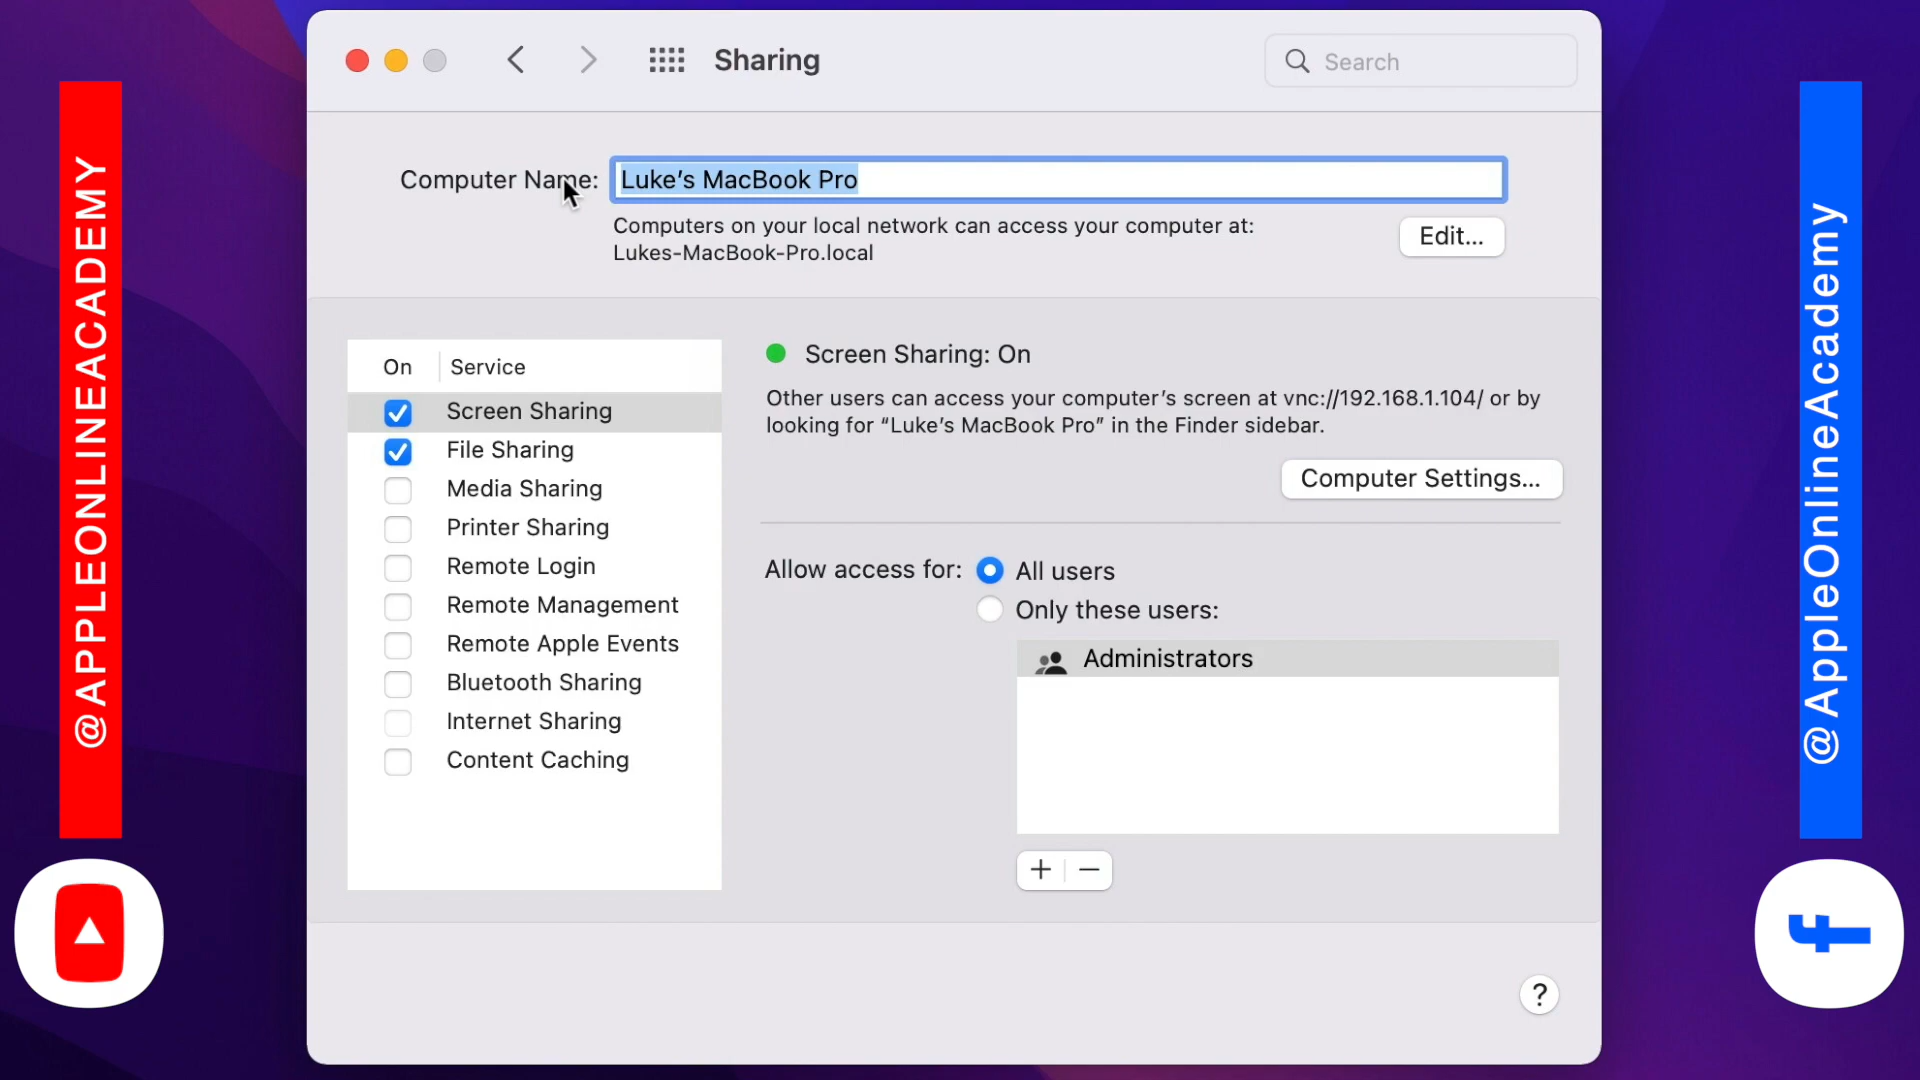 Sharing
Search
Computer Name:
Luke’s MacBook Pro
Computers on your local network can access your computer at:
Lukes-MacBook-Pro.local
Edit...
On
Service
Screen Sharing
File Sharing
Media Sharing
Printer Sharing
Remote Login
Remote Management
Remote Apple Events
Bluetooth Sharing
Internet Sharing
Content Caching
Screen Sharing: On
Other users can access your computer’s screen at vnc://192.168.1.104/ or by
looking for “Luke’s MacBook Pro” in the Finder sidebar.
Computer Settings...
Allow access for:
All users
Only these users:
Administrators
+ −
?
@APPLEONLINEACADEMY
@AppleOnlineAcademy
f